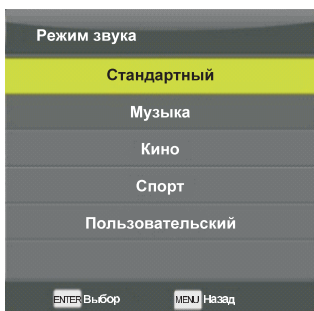 Режим звука
Стандартный
Музыка
Кино
Спорт
Пользовательский
ENTER Выбор MENU Назад